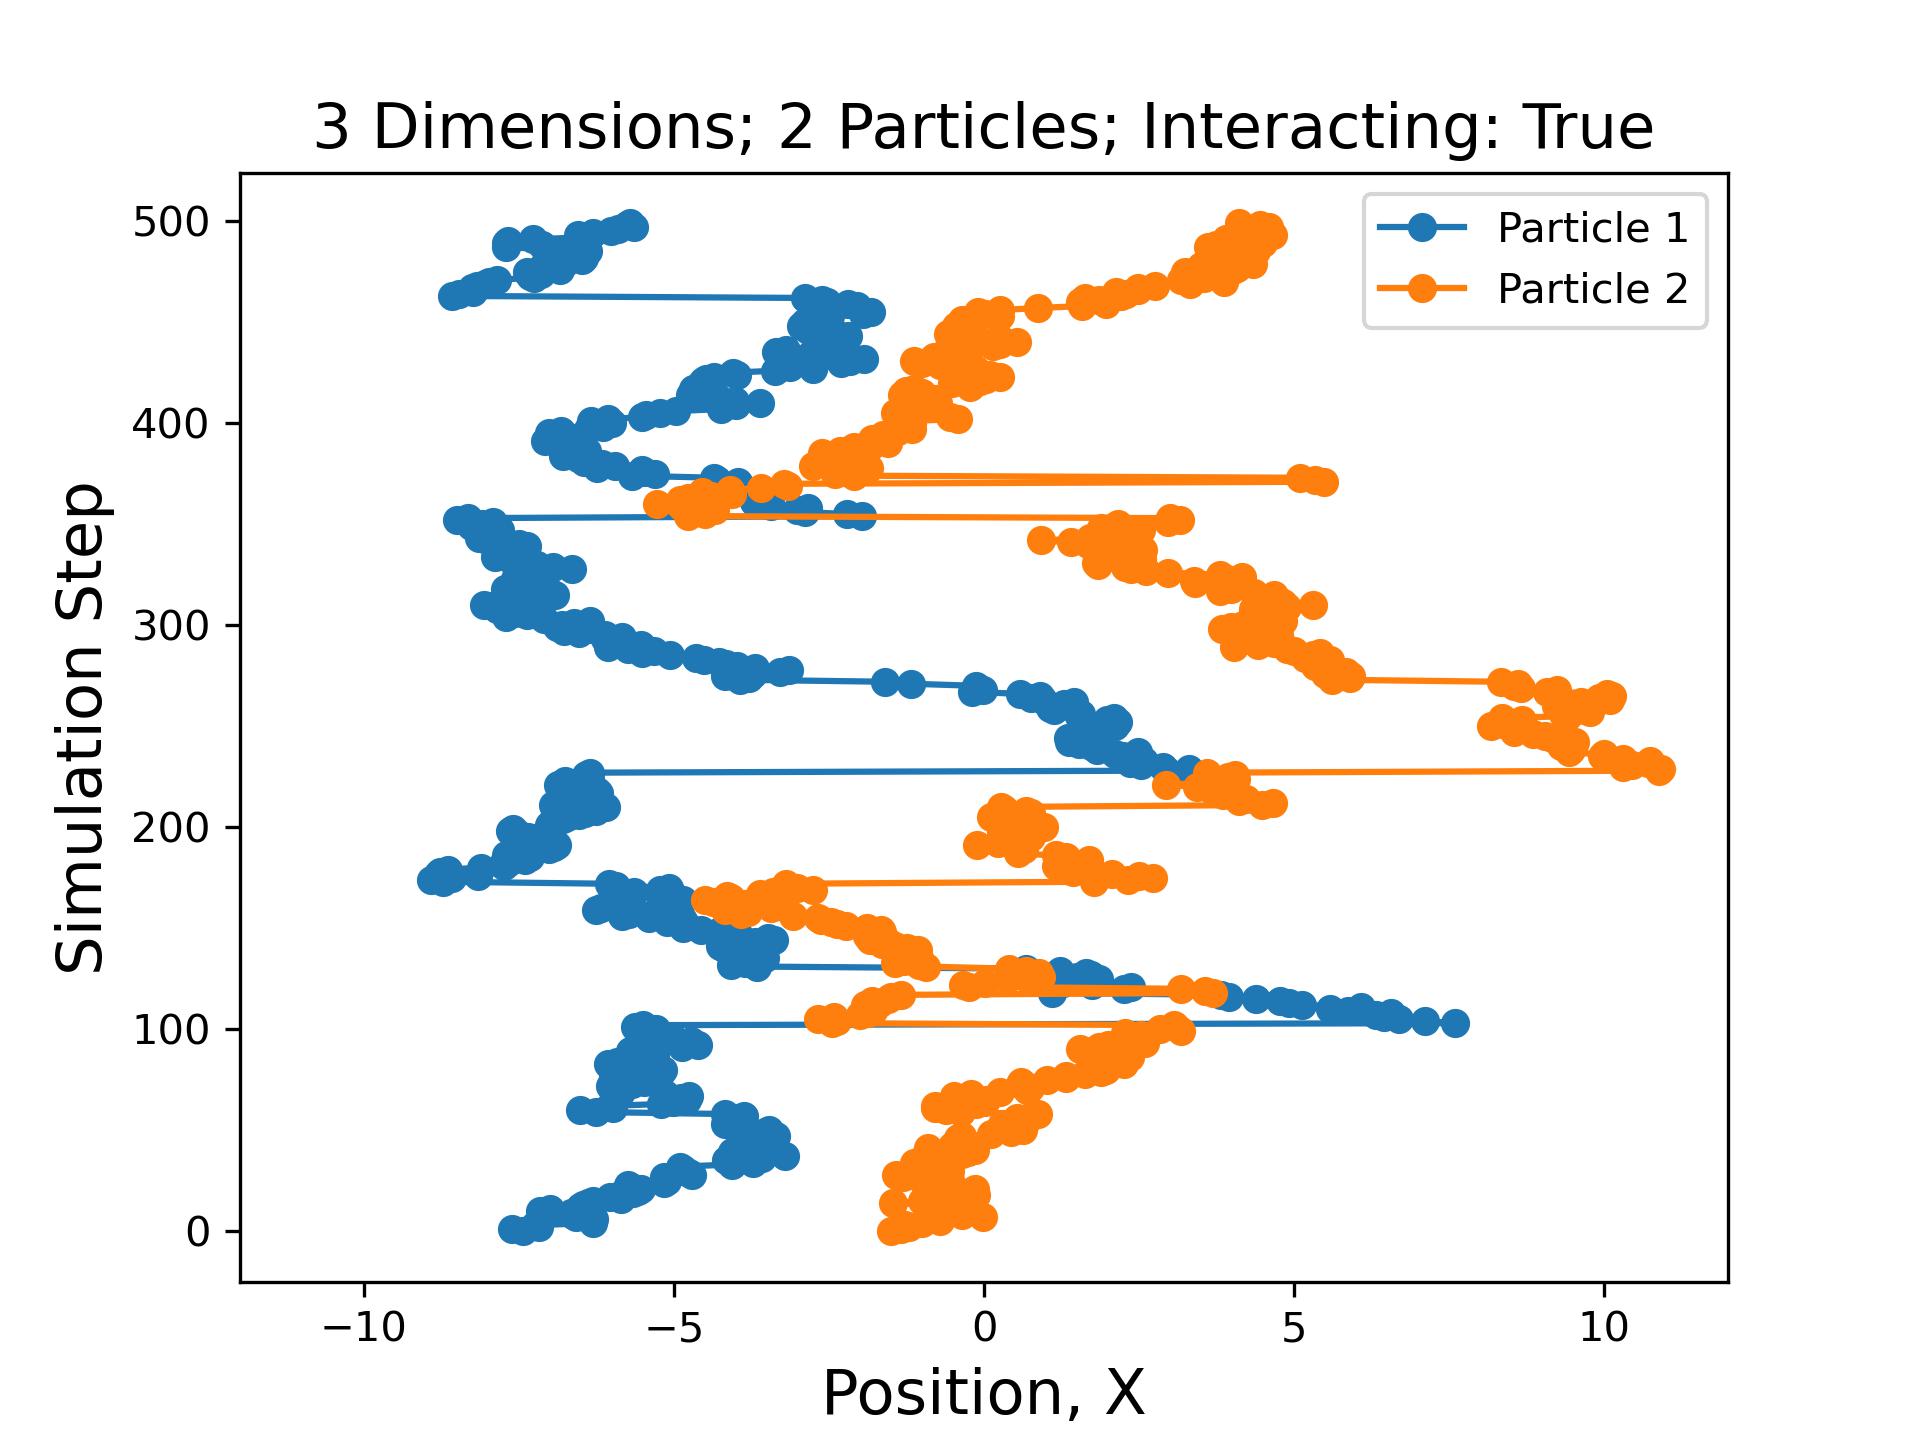 3 Dimensions; 2 Particles; Interacting: True
Particle 1
Particle 2
500
400
300
200
100
0
Simulation Step
−10
−5
0
5
10
Position, X